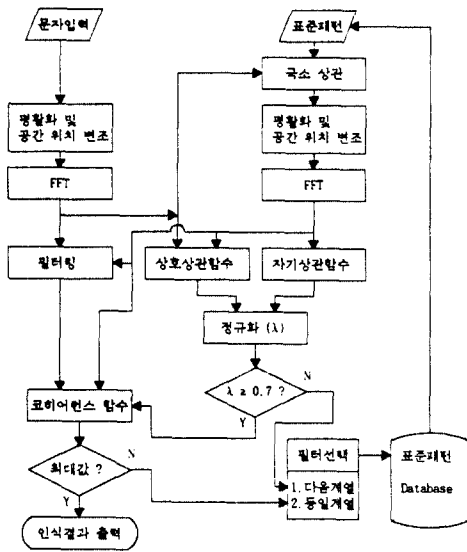 문자입력
표준패턴
국소 상관
평활화 및
공간 위치 변조
평활화 및
공간 위치 변조
FFT
FFT
필터링
상호상관함수
자기상관함수
정규화 (λ)
λ ≥ 0.7 ?
N
Y
코히어런스 함수
최대값 ?
N
Y
인식결과 출력
필터선택
1. 다음계열
2. 동일계열
표준패턴
Database